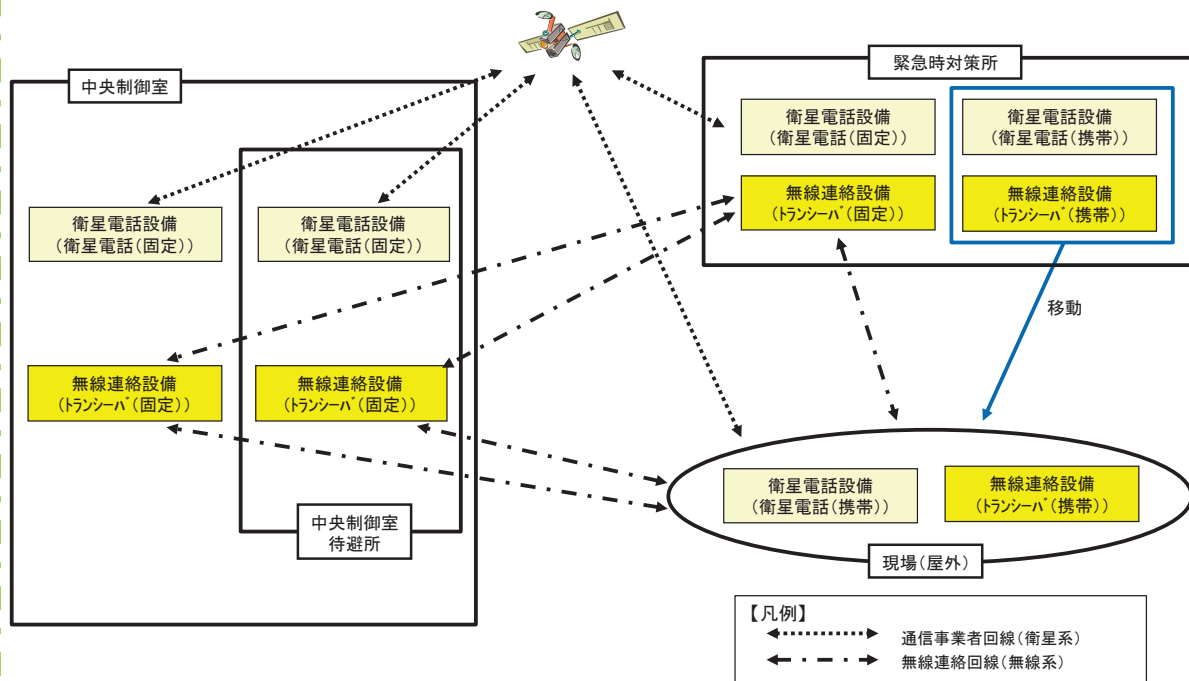 中央制御室
衛星電話設備
(衛星電話(固定))
衛星電話設備
(衛星電話(固定))
無線連絡設備
(トランシーバ(固定))
無線連絡設備
(トランシーバ(固定))
中央制御室
待避所
緊急時対策所
衛星電話設備
(衛星電話(固定))
衛星電話設備
(衛星電話(携帯))
無線連絡設備
(トランシーバ(固定))
無線連絡設備
(トランシーバ(携帯))
移動
衛星電話設備
(衛星電話(携帯))
無線連絡設備
(トランシーバ(携帯))
現場(屋外)
【凡例】
通信事業者回線(衛星系)
無線連絡回線(無線系)